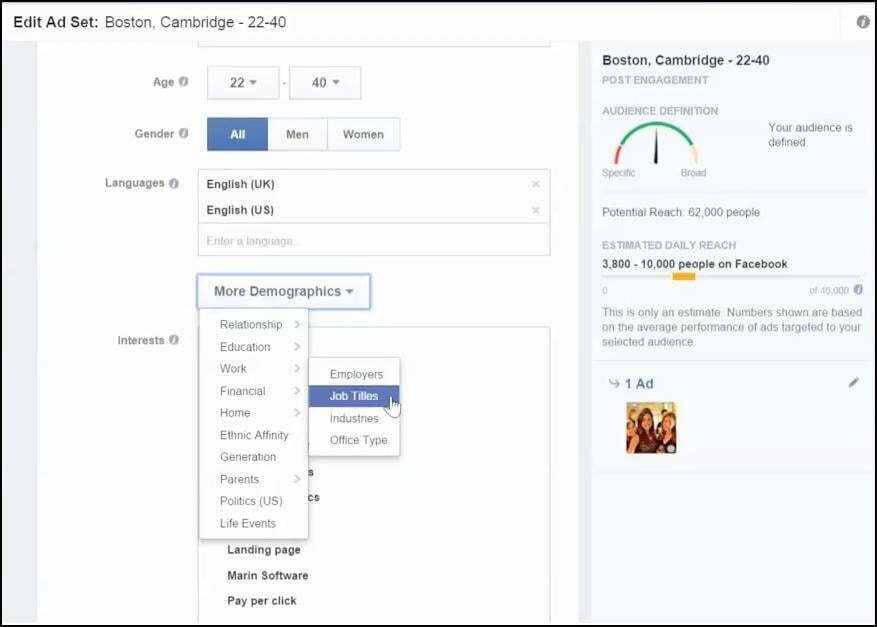 Edit Ad Set: Boston, Cambridge - 22-40
Age
22
-
40
Gender
All
Men
Women
Languages
English (UK)
English (US)
Enter a language..
More Demographics
Relationship
Education
Work
Financial
Home
Ethnic Affinity
Generation
Parents
Politics (US)
Life Events
Employers
Job Titles
Industries
Office Type
Interests
s
cs
Landing page
Marin Software
Pay per click
Boston, Cambridge - 22-40
POST ENGAGEMENT
AUDIENCE DEFINITION
Your audience is
defined.
Specific
Broad
Potential Reach: 62,000 people
ESTIMATED DAILY REACH
3,800 - 10,000 people on Facebook
0
of 45,000
This is only an estimate. Numbers shown are based
on the average performance of ads targeted to your
selected audience.
1 Ad